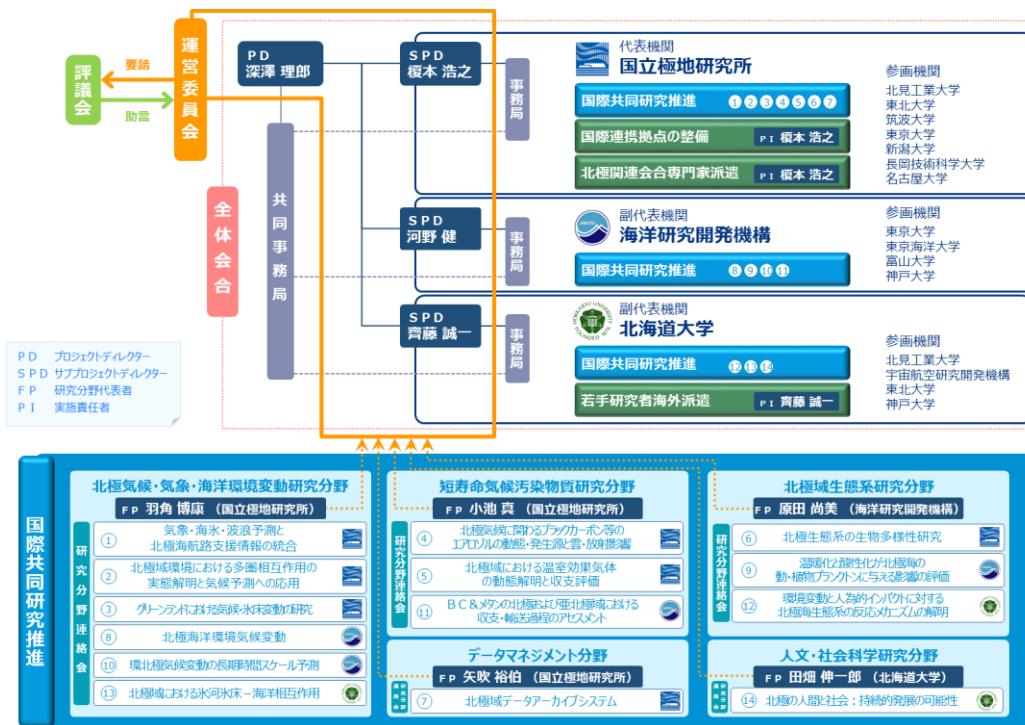 評議会
要請
助言
運営委員会
全体会合
PD
深澤 理郎
共同事務局
SPD
榎本 浩之
事務局
代表機関
国立極地研究所
国際共同研究推進 ①②③④⑤⑥⑦
国際連携拠点の整備 PI 榎本 浩之
北極関連会合専門家派遣 PI 榎本 浩之
参画機関
北見工業大学
東北大学
筑波大学
東京大学
新潟大学
長岡技術科学大学
名古屋大学
SPD
河野 健
事務局
副代表機関
海洋研究開発機構
国際共同研究推進 ⑧⑨⑩⑪
参画機関
東京大学
東京海洋大学
富山大学
神戸大学
SPD
齊藤 誠一
事務局
副代表機関
北海道大学
国際共同研究推進 ⑫⑬⑭
若手研究者海外派遣 PI 齊藤 誠一
参画機関
北見工業大学
宇宙航空研究開発機構
東北大学
神戸大学
PD プロジェクトディレクター
SPD サブプロジェクトディレクター
FP 研究分野代表者
PI 実施責任者
国際共同研究推進
北極気候・気象・海洋環境変動研究分野
FP 羽角 博康 (国立極地研究所)
研究分野連絡会
① 気象・海氷・波浪予測と
北極海航路支援情報の統合
② 北極域環境における多圏相互作用の
実態解明と気候予測への応用
③ グリーンランドにおける気候・氷床変動の研究
⑧ 北極海洋環境気候変動
⑩ 環北極気候変動の長期時間スケール予測
⑬ 北極域における氷河氷床－海洋相互作用
短寿命気候汚染物質研究分野
FP 小池 真 (国立極地研究所)
研究分野連絡会
④ 北極気候に関わるブラックカーボン等の
エアロゾルの動態・発生源と雲・放射影響
⑤ 北極域における温室効果気体
の動態解明と収支評価
⑪ BC&メタンの北極および亜北極域における
収支・輸送過程のアセスメント
データマネジメント分野
FP 矢吹 裕伯 (国立極地研究所)
研究分野連絡会
⑦ 北極域データアーカイブシステム
北極域生態系研究分野
FP 原田 尚美 (海洋研究開発機構)
研究分野連絡会
⑥ 北極生態系の生物多様性研究
⑨ 温暖化と酸性化が北極海の
動・植物プランクトンに与える影響の評価
⑫ 環境変動と人為的インパクトに対する
北極海生態系の反応メカニズムの解明
人文・社会科学研究分野
FP 田畑 伸一郎 (北海道大学)
研究分野連絡会
⑭ 北極の人間と社会：持続的発展の可能性